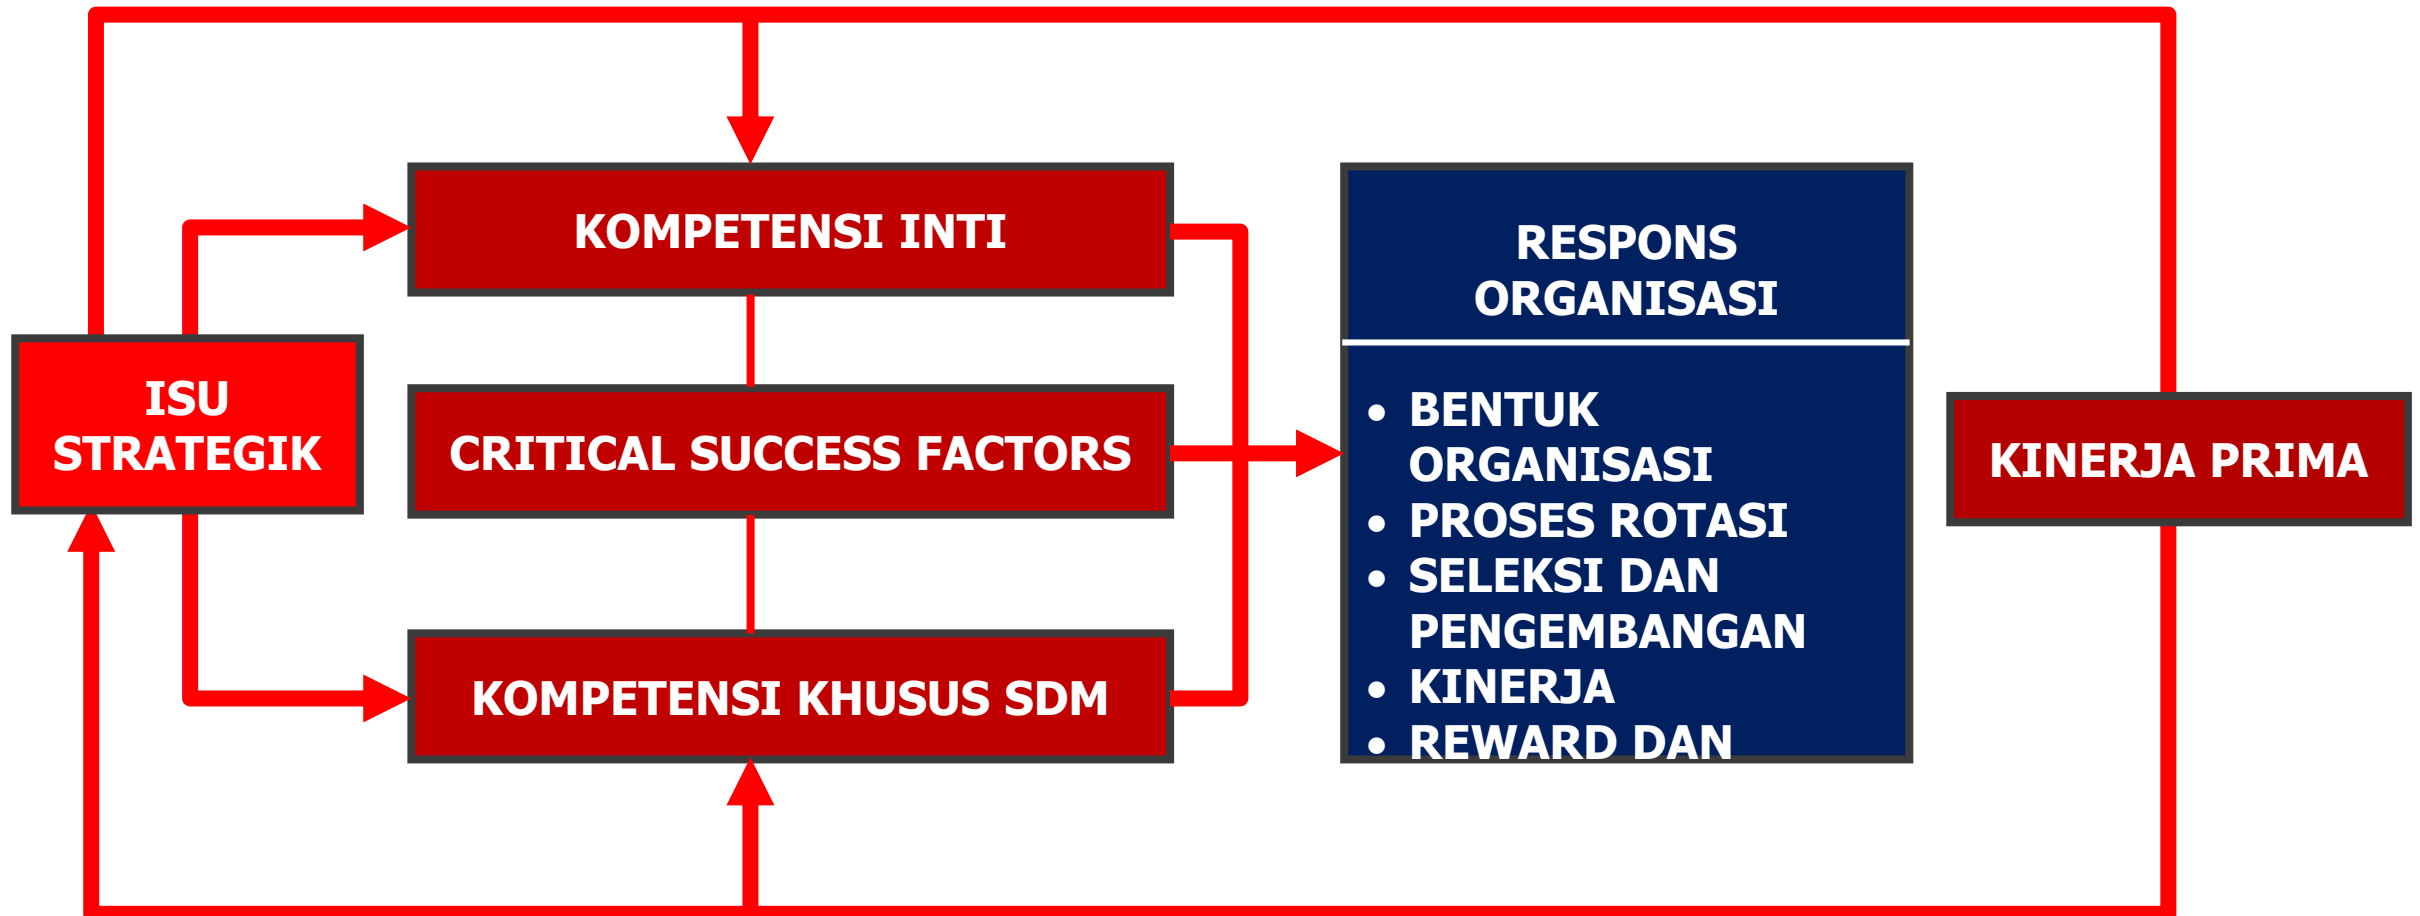 KOMPETENSI INTI
ISU
STRATEGIK
CRITICAL SUCCESS FACTORS
KOMPETENSI KHUSUS SDM
RESPONS
ORGANISASI
• BENTUK
ORGANISASI
• PROSES ROTASI
• SELEKSI DAN
PENGEMBANGAN
• KINERJA
• REWARD DAN
KINERJA PRIMA